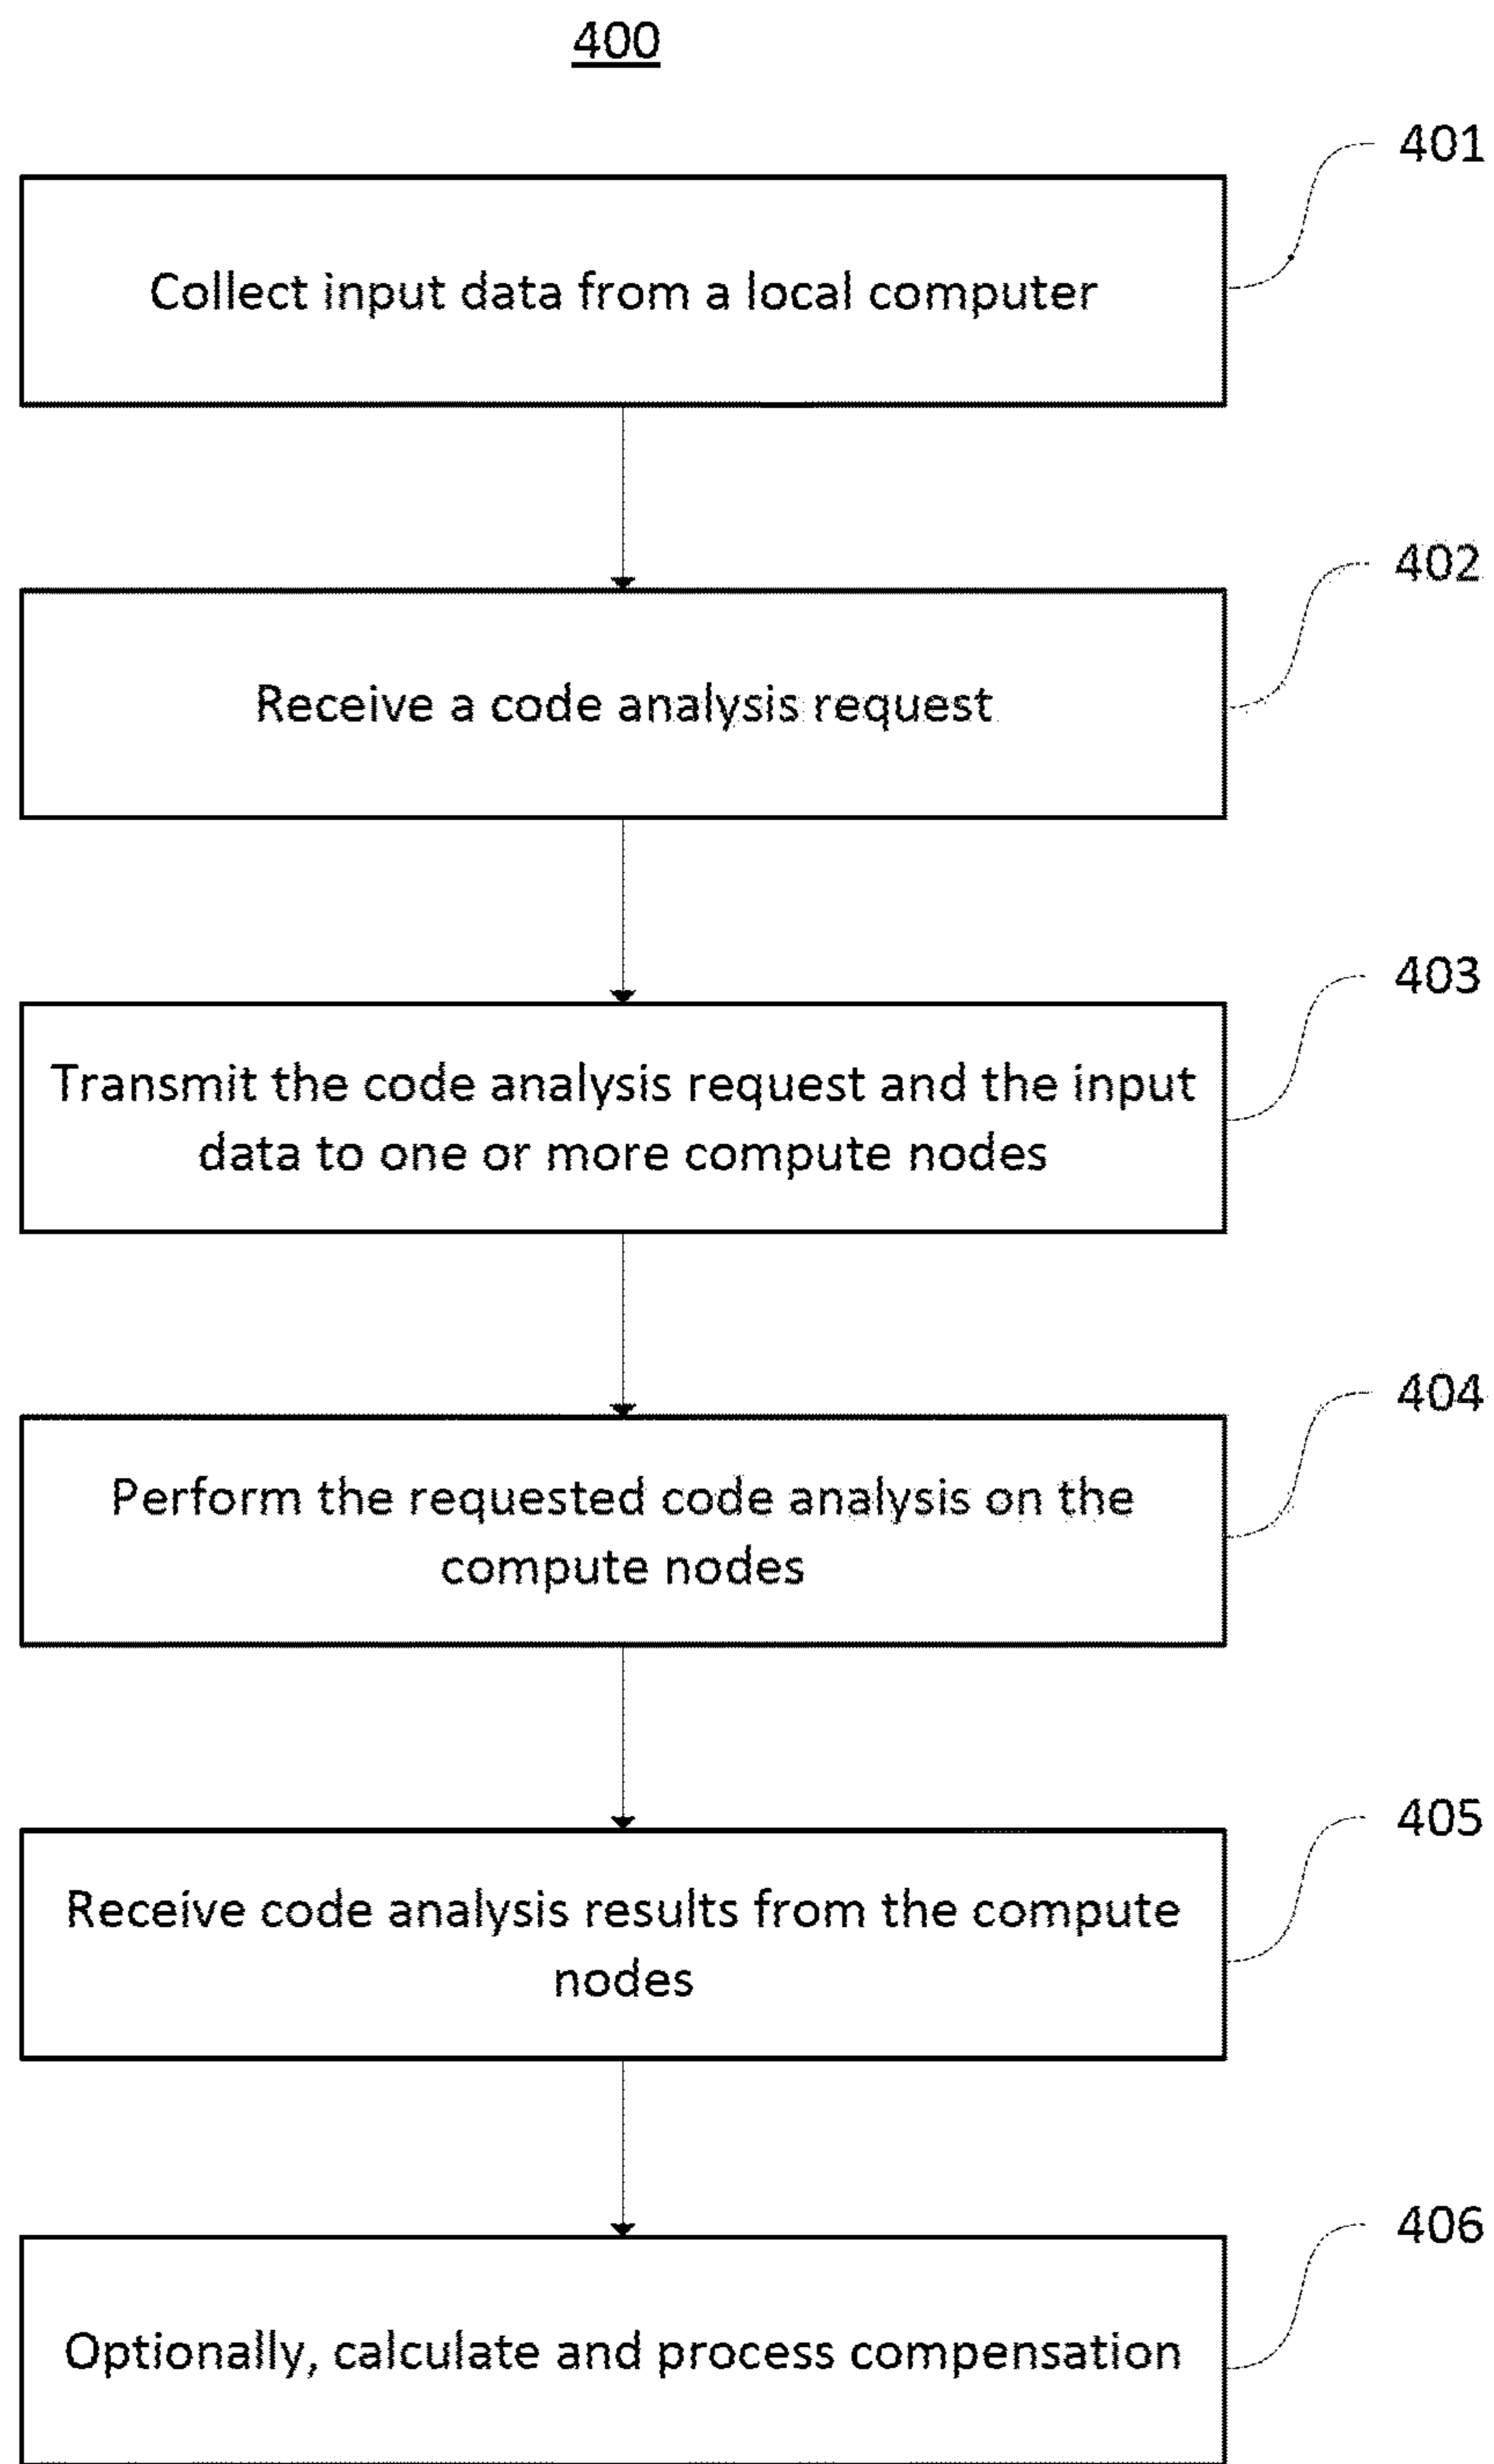 400
401
Collect input data from a local computer
402
Receive a code analysis request
403
Transmit the code analysis request and the input
data to one or more compute nodes
404
Perform the requested code analysis on the
compute nodes
405
Receive code analysis results from the compute
nodes
406
Optionally, calculate and process compensation